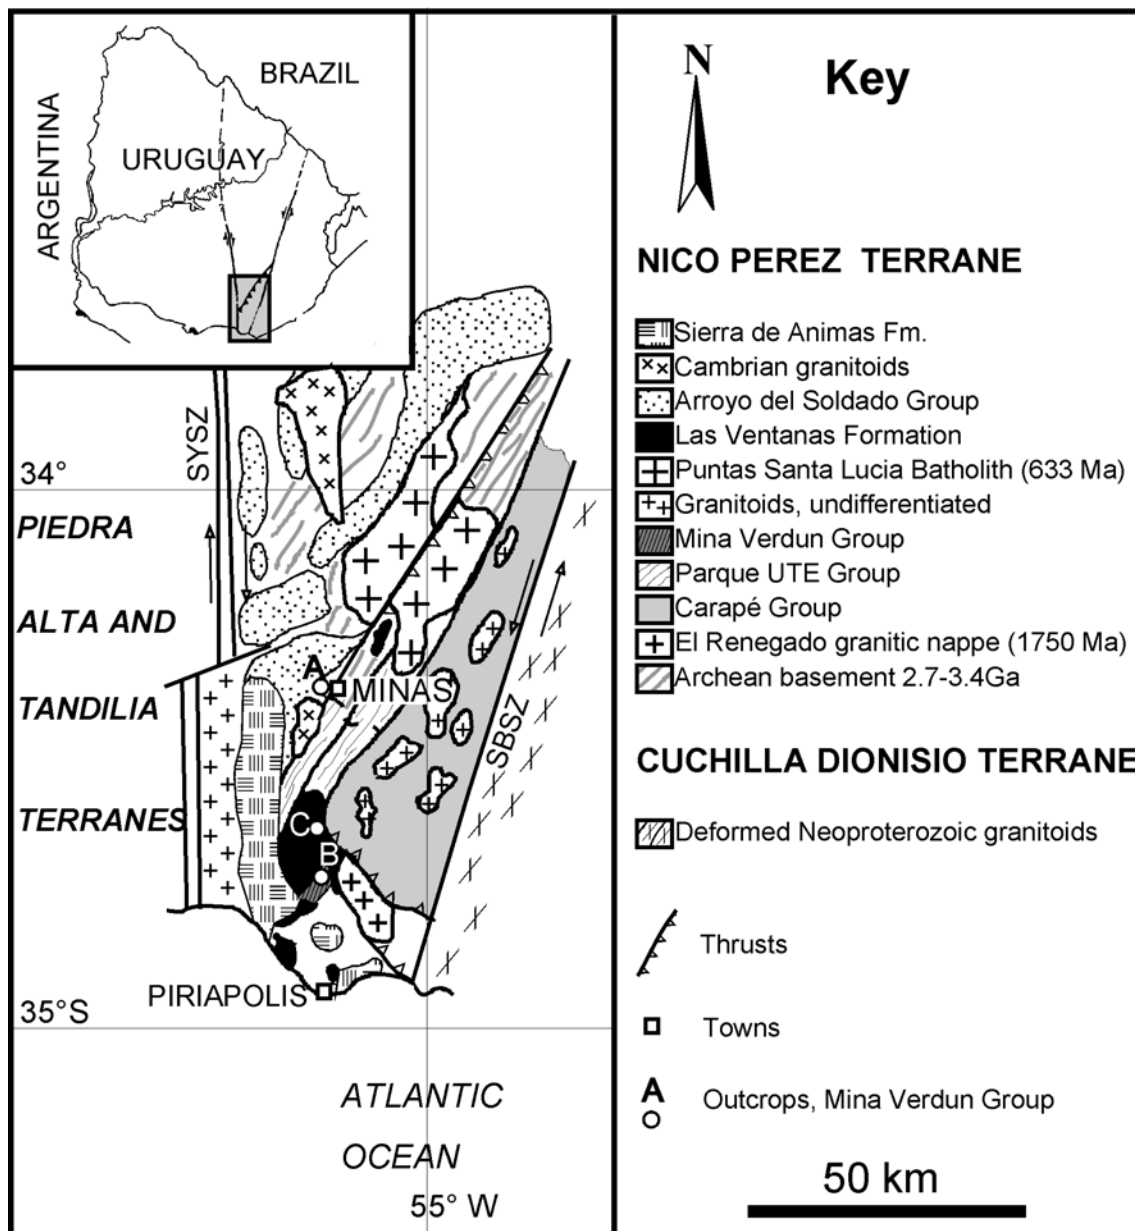 BRAZIL
ARGENTINA
URUGUAY
SYSZ
34°
PIEDRA
ALTA AND
TANDILIA
TERRANES
A
MINAS
SBSZ
C
B
PIRIAPOLIS
35°S
ATLANTIC
OCEAN
55° W
N
Key
NICO PEREZ TERRANE
Sierra de Animas Fm.
Cambrian granitoids
Arroyo del Soldado Group
Las Ventanas Formation
Puntas Santa Lucia Batholith (633 Ma)
Granitoids, undifferentiated
Mina Verdun Group
Parque UTE Group
Carapé Group
El Renegado granitic nappe (1750 Ma)
Archean basement 2.7-3.4Ga
CUCHILLA DIONISIO TERRANE
Deformed Neoproterozoic granitoids
Thrusts
Towns
A
Outcrops, Mina Verdun Group
50 km